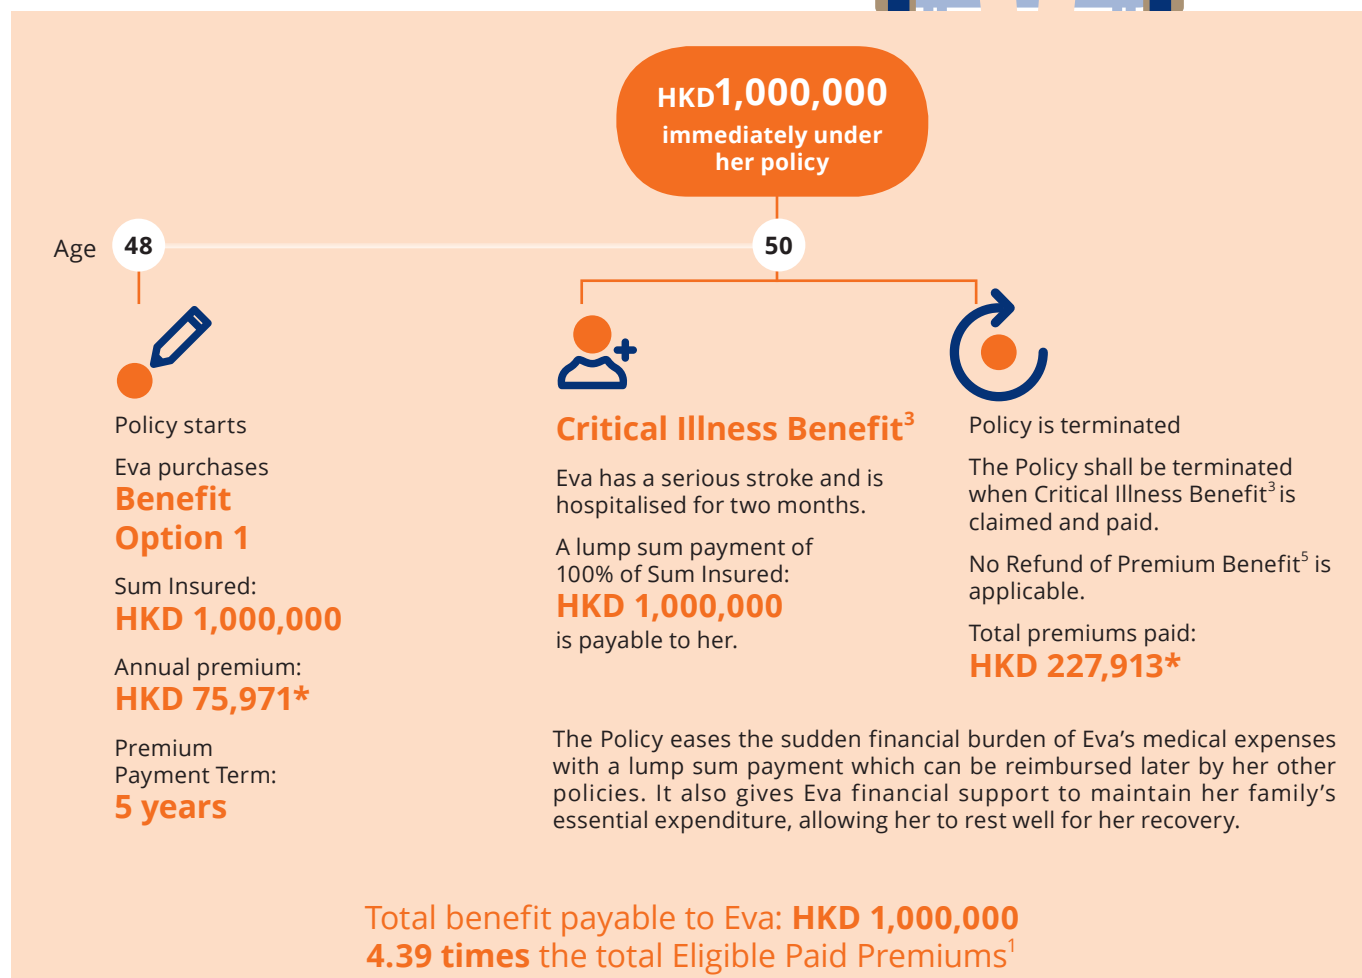 HKD1,000,000
immediately under
her policy
Age 48 50
Policy starts
Eva purchases
Benefit
Option 1
Sum Insured:
HKD 1,000,000
Annual premium:
HKD 75,971*
Premium
Payment Term:
5 years
Critical Illness Benefit³
Eva has a serious stroke and is
hospitalised for two months.
A lump sum payment of
100% of Sum Insured:
HKD 1,000,000
is payable to her.
Policy is terminated
The Policy shall be terminated
when Critical Illness Benefit³ is
claimed and paid.
No Refund of Premium Benefit⁵ is
applicable.
Total premiums paid:
HKD 227,913*
The Policy eases the sudden financial burden of Eva’s medical expenses
with a lump sum payment which can be reimbursed later by her other
policies. It also gives Eva financial support to maintain her family’s
essential expenditure, allowing her to rest well for her recovery.
Total benefit payable to Eva: HKD 1,000,000
4.39 times the total Eligible Paid Premiums¹